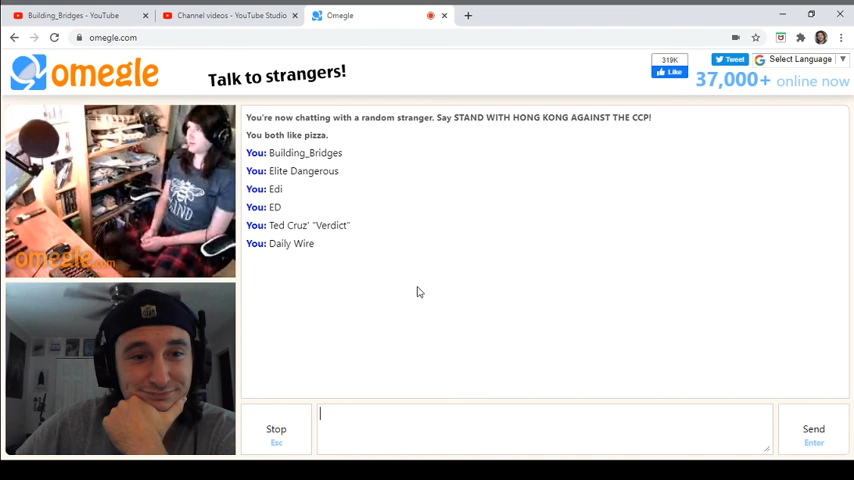 Building_Bridges - YouTube
Channel videos - YouTube Studio
Omegle
omegle.com
omegle
Talk to strangers!
319K
Like
Tweet
Select Language
37,000+ online now
You're now chatting with a random stranger. Say STAND WITH HONG KONG AGAINST THE CCP!
You both like pizza.
You: Building_Bridges
You: Elite Dangerous
You: Edi
You: ED
You: Ted Cruz' "Verdict"
You: Daily Wire
omegle.com
Stop
Esc
Send
Enter